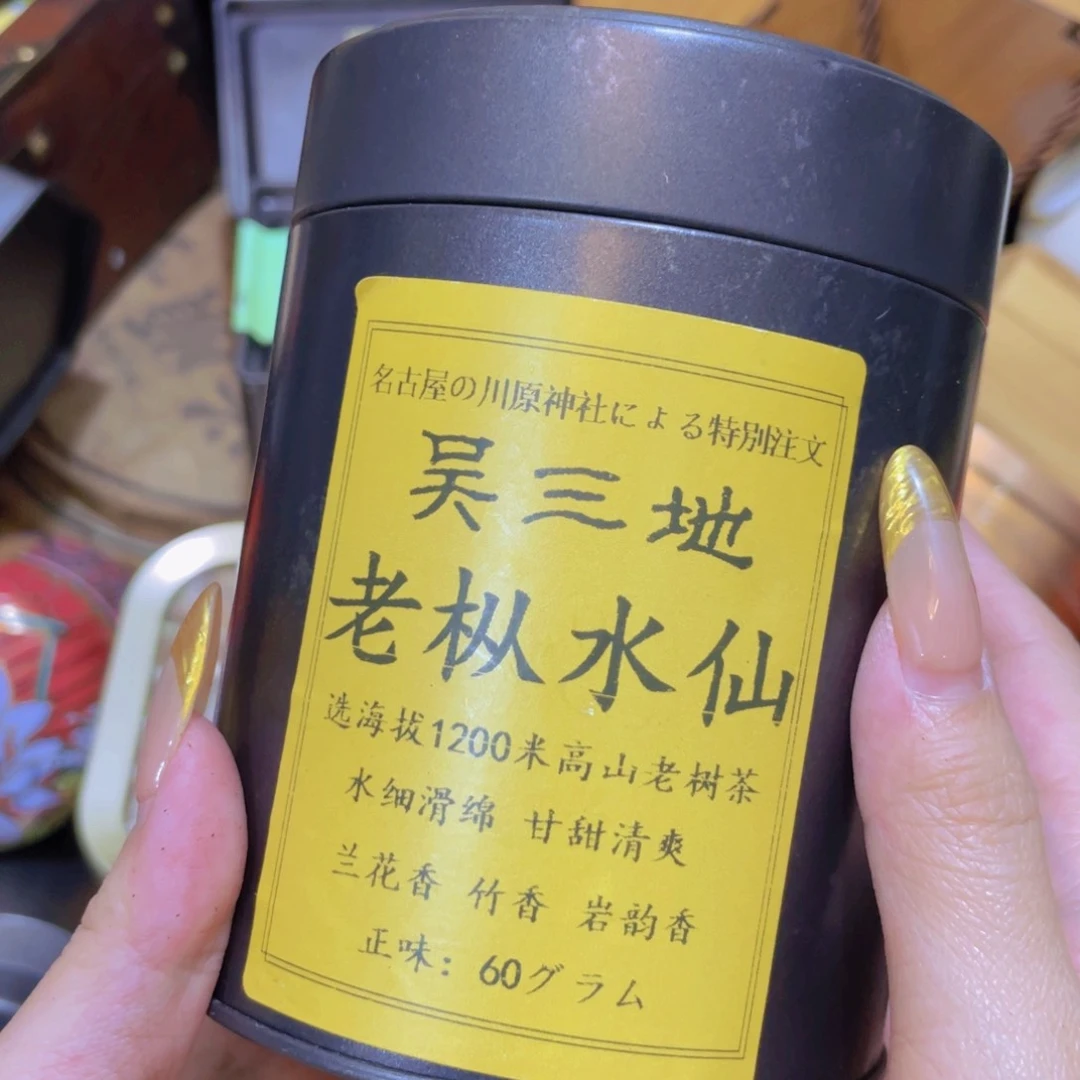 名古屋の川原神社による特別注文
吴三地
老枞水仙
选海拔1200米高山老树茶
水细滑绵 甘甜清爽
兰花香 竹香 岩韵香
正味：60グラム